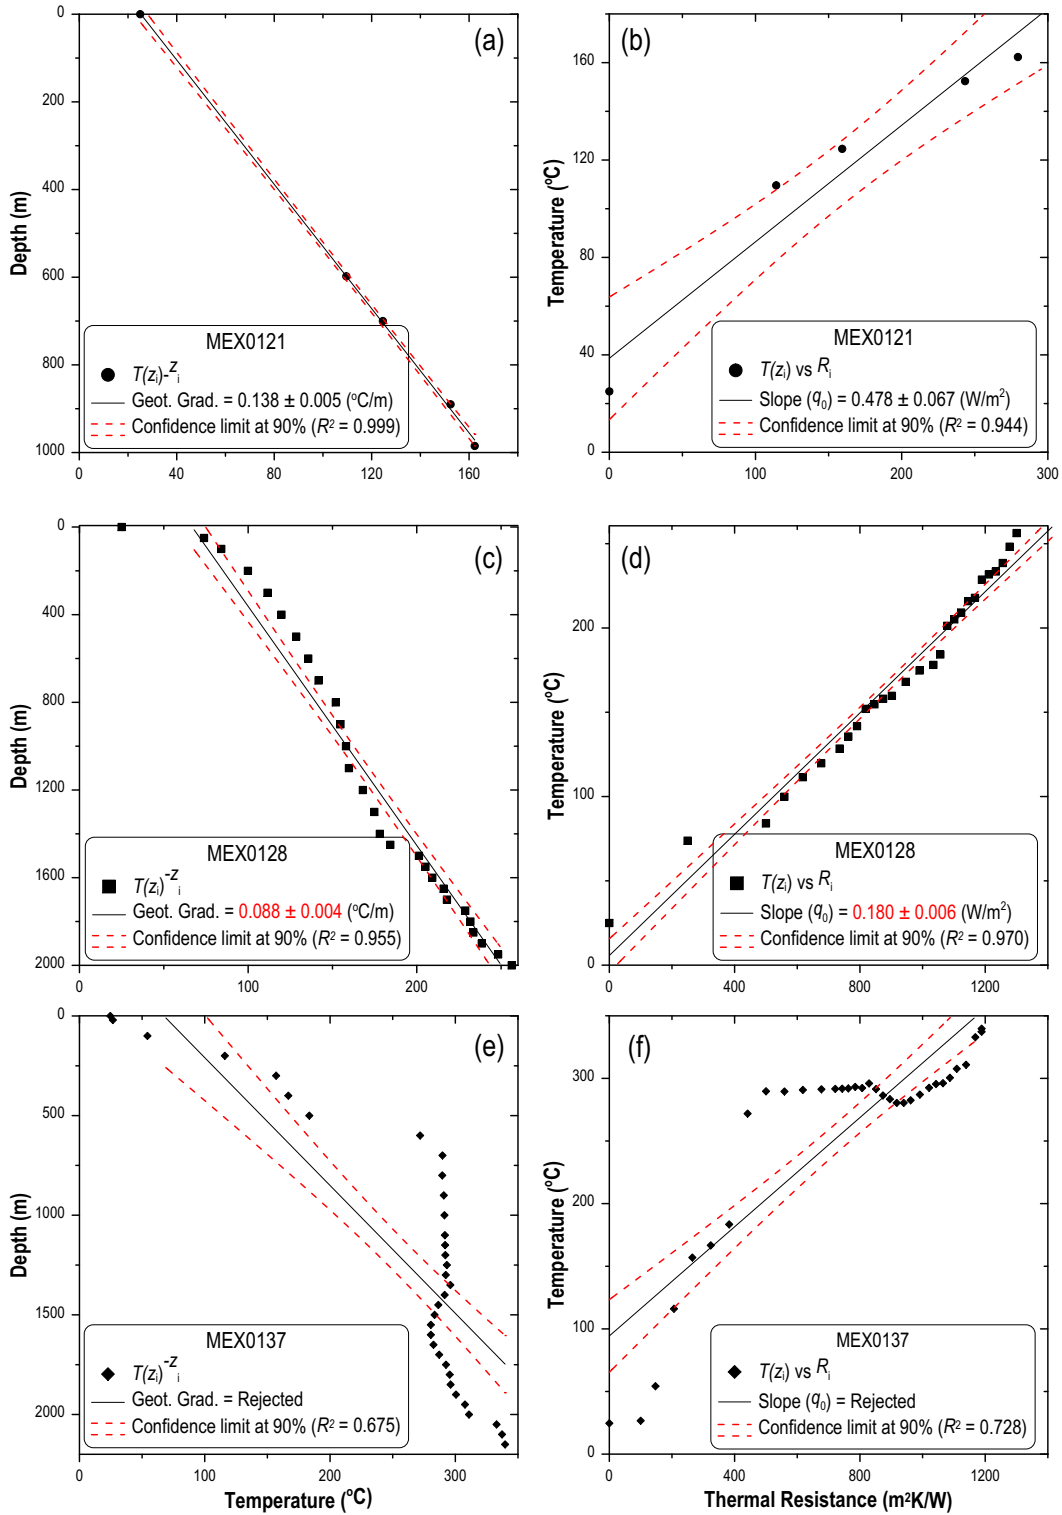 (a)
0
200
400
600
800
1000
Depth (m)
0
40
80
120
160
MEX0121
T(zi)-zi
Geot. Grad. = 0.138 ± 0.005 (°C/m)
Confidence limit at 90% (R² = 0.999)
(b)
160
120
80
40
0
Temperature (°C)
0
100
200
300
MEX0121
T(zi) vs Ri
Slope (q0) = 0.478 ± 0.067 (W/m²)
Confidence limit at 90% (R² = 0.944)
(c)
0
400
800
1200
1600
2000
Depth (m)
0
100
200
MEX0128
T(zi)-zi
Geot. Grad. = 0.088 ± 0.004 (°C/m)
Confidence limit at 90% (R² = 0.955)
(d)
200
100
0
Temperature (°C)
0
400
800
1200
MEX0128
T(zi) vs Ri
Slope (q0) = 0.180 ± 0.006 (W/m²)
Confidence limit at 90% (R² = 0.970)
(e)
0
500
1000
1500
2000
Depth (m)
0
100
200
300
Temperature (°C)
MEX0137
T(zi)-zi
Geot. Grad. = Rejected
Confidence limit at 90% (R² = 0.675)
(f)
300
200
100
0
Temperature (°C)
0
400
800
1200
Thermal Resistance (m²K/W)
MEX0137
T(zi) vs Ri
Slope (q0) = Rejected
Confidence limit at 90% (R² = 0.728)